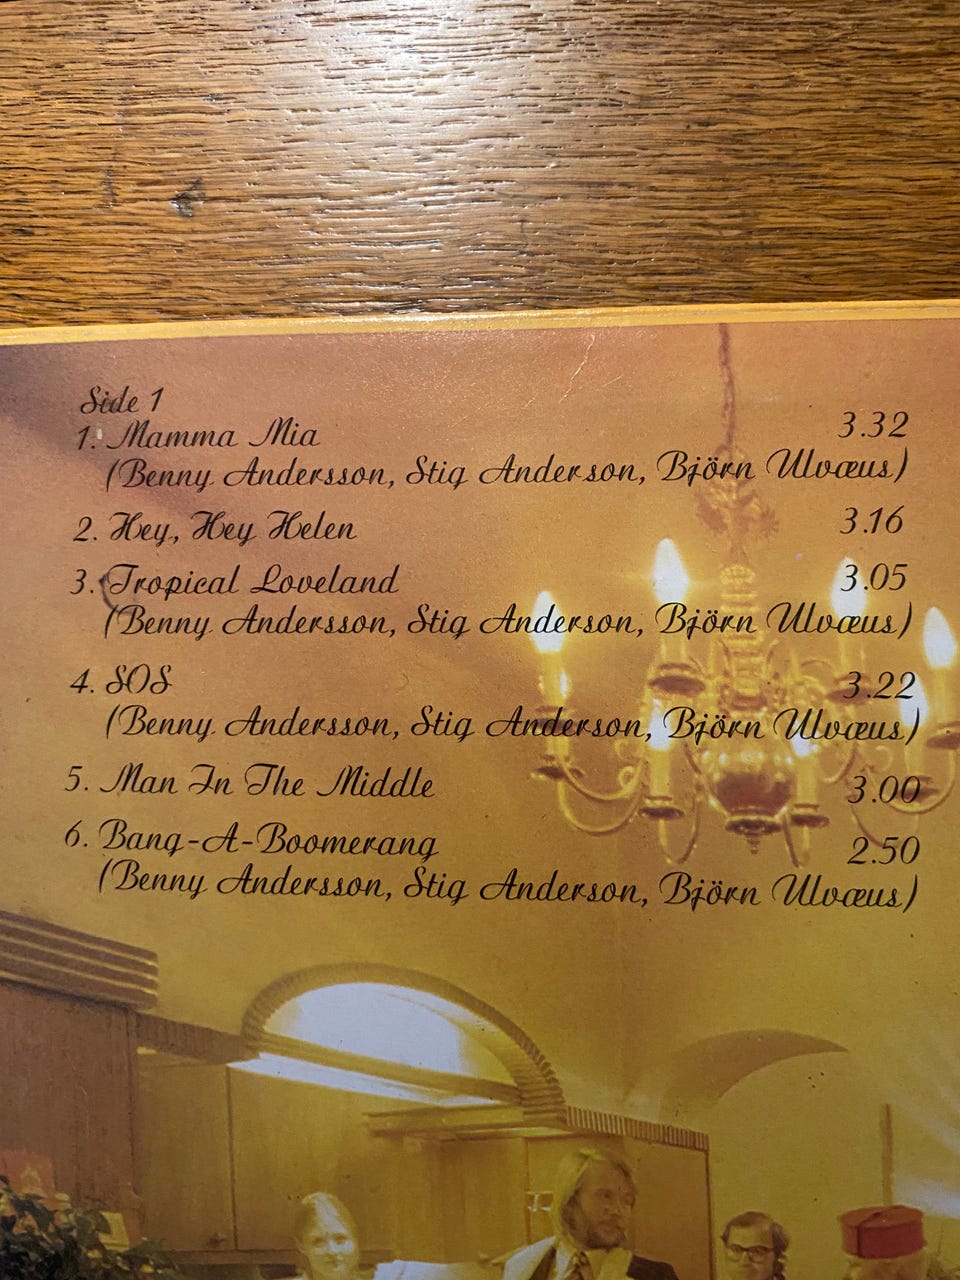 Side 1
1. Mamma Mia 3.32
(Benny Andersson, Stig Anderson, Björn Ulvæus)
2. Hey, Hey Helen 3.16
3. Tropical Loveland 3.05
(Benny Andersson, Stig Anderson, Björn Ulvæus)
4. SOS 3.22
(Benny Andersson, Stig Anderson, Björn Ulvæus)
5. Man In The Middle 3.00
6. Bang-A-Boomerang 2.50
(Benny Andersson, Stig Anderson, Björn Ulvæus)